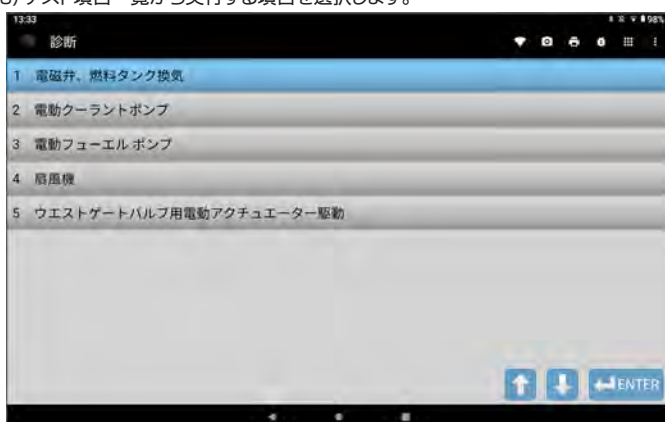 テスト項目一覧から実行する項目を選択します。
13:33
98%
診断
1 電磁弁、燃料タンク換気
2 電動クーラントポンプ
3 電動フューエル ポンプ
4 扇風機
5 ウエストゲートバルブ用電動アクチュエーター駆動
ENTER